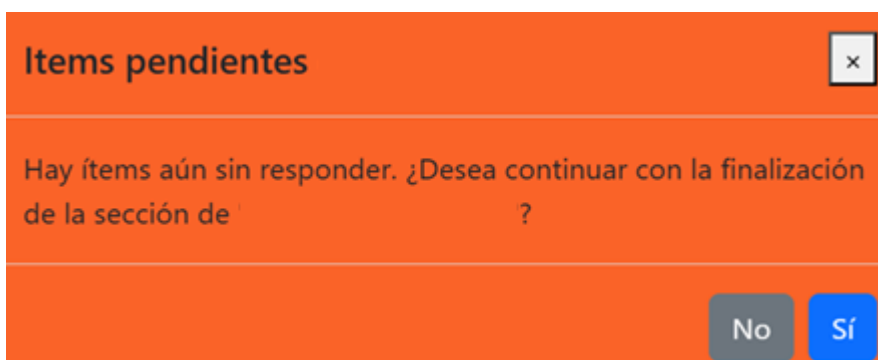 Items pendientes
×
Hay ítems aún sin responder. ¿Desea continuar con la finalización
de la sección de ' '?
No
Sí